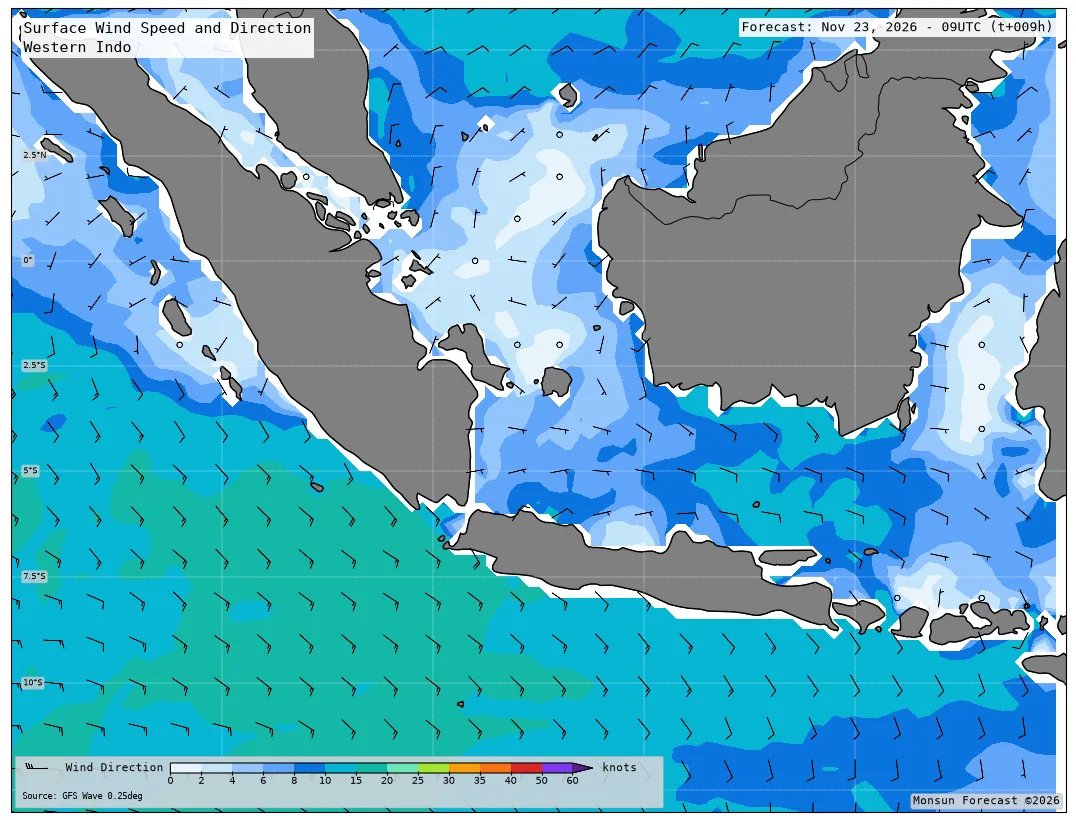 Surface Wind Speed and Direction
Western Indo
Forecast: Nov 23, 2026 - 09UTC (t+009h)
2.5°N
0°
2.5°S
5°S
7.5°S
10°S
Wind Direction
0 2 4 6 8 10 15 20 25 30 35 40 50 60
knots
Source: GFS Wave 0.25deg
Monsun Forecast ©2026